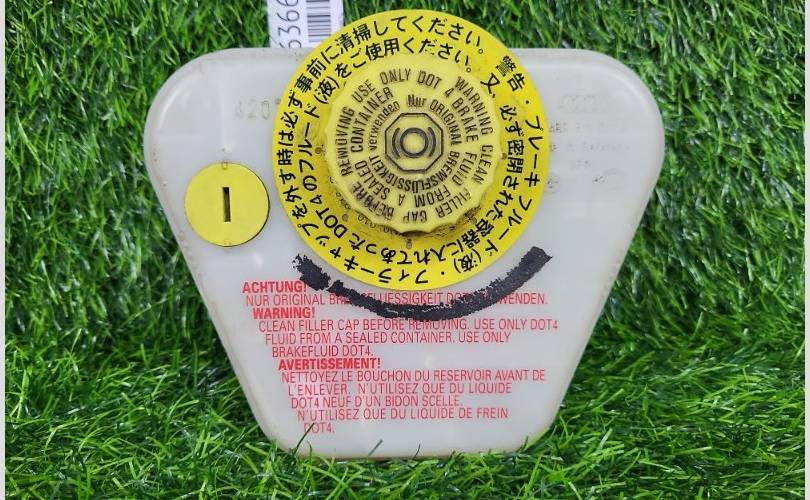 6366
警告・ブレーキ フルード(液)・フィラーキャップを外す時は必ず事前に清掃してください。
又、必ず密閉された容器に入れてあったDOT4のフルード(液)をご使用ください。
WARNING CLEAN FILLER CAP BEFORE REMOVING USE ONLY DOT 4 BRAKE FLUID FROM A SEALED CONTAINER
Nur ORIGINAL BREMSFLÜSSIGKEIT verwenden
ACHTUNG!
NUR ORIGINAL WENDEN.
WARNING!
CLEAN FILLER CAP BEFORE REMOVING. USE ONLY DOT4
FLUID FROM A SEALED CONTAINER. USE ONLY
BRAKEFLUID DOT4.
AVERTISSEMENT!
NETTOYEZ LE BOUCHON DU RESERVOIR AVANT DE
L'ENLEVER. N'UTILISEZ QUE DU LIQUIDE
DOT4 NEUF D'UN BIDON SCELLE.
N'UTILISEZ QUE DU LIQUIDE DE FREIN
DOT4.